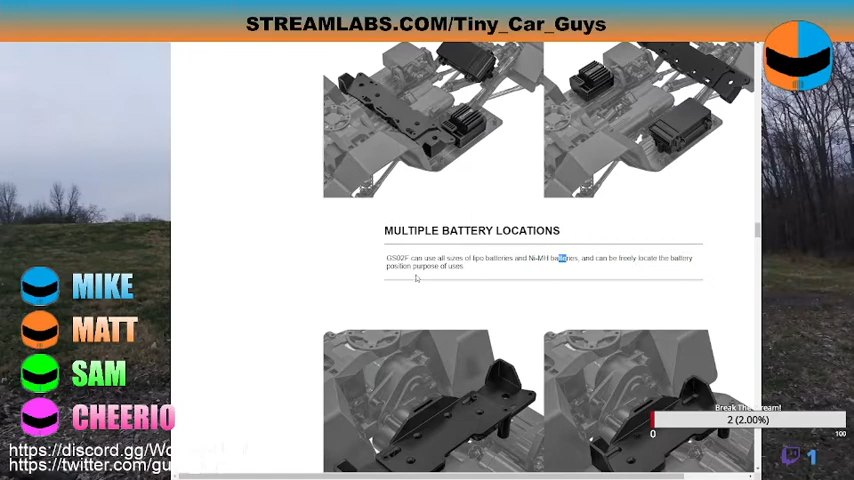 STREAMLABS.COM/Tiny_Car_Guys
MULTIPLE BATTERY LOCATIONS
GS02F can use all sizes of lipo batteries and Ni-MH batteries, and can be freely locate the battery
position purpose of uses
MIKE
MATT
SAM
CHEERIO
https://discord.gg/Wo
https://twitter.com/gu
Break The Stream!
2 (2.00%)
0
100
1